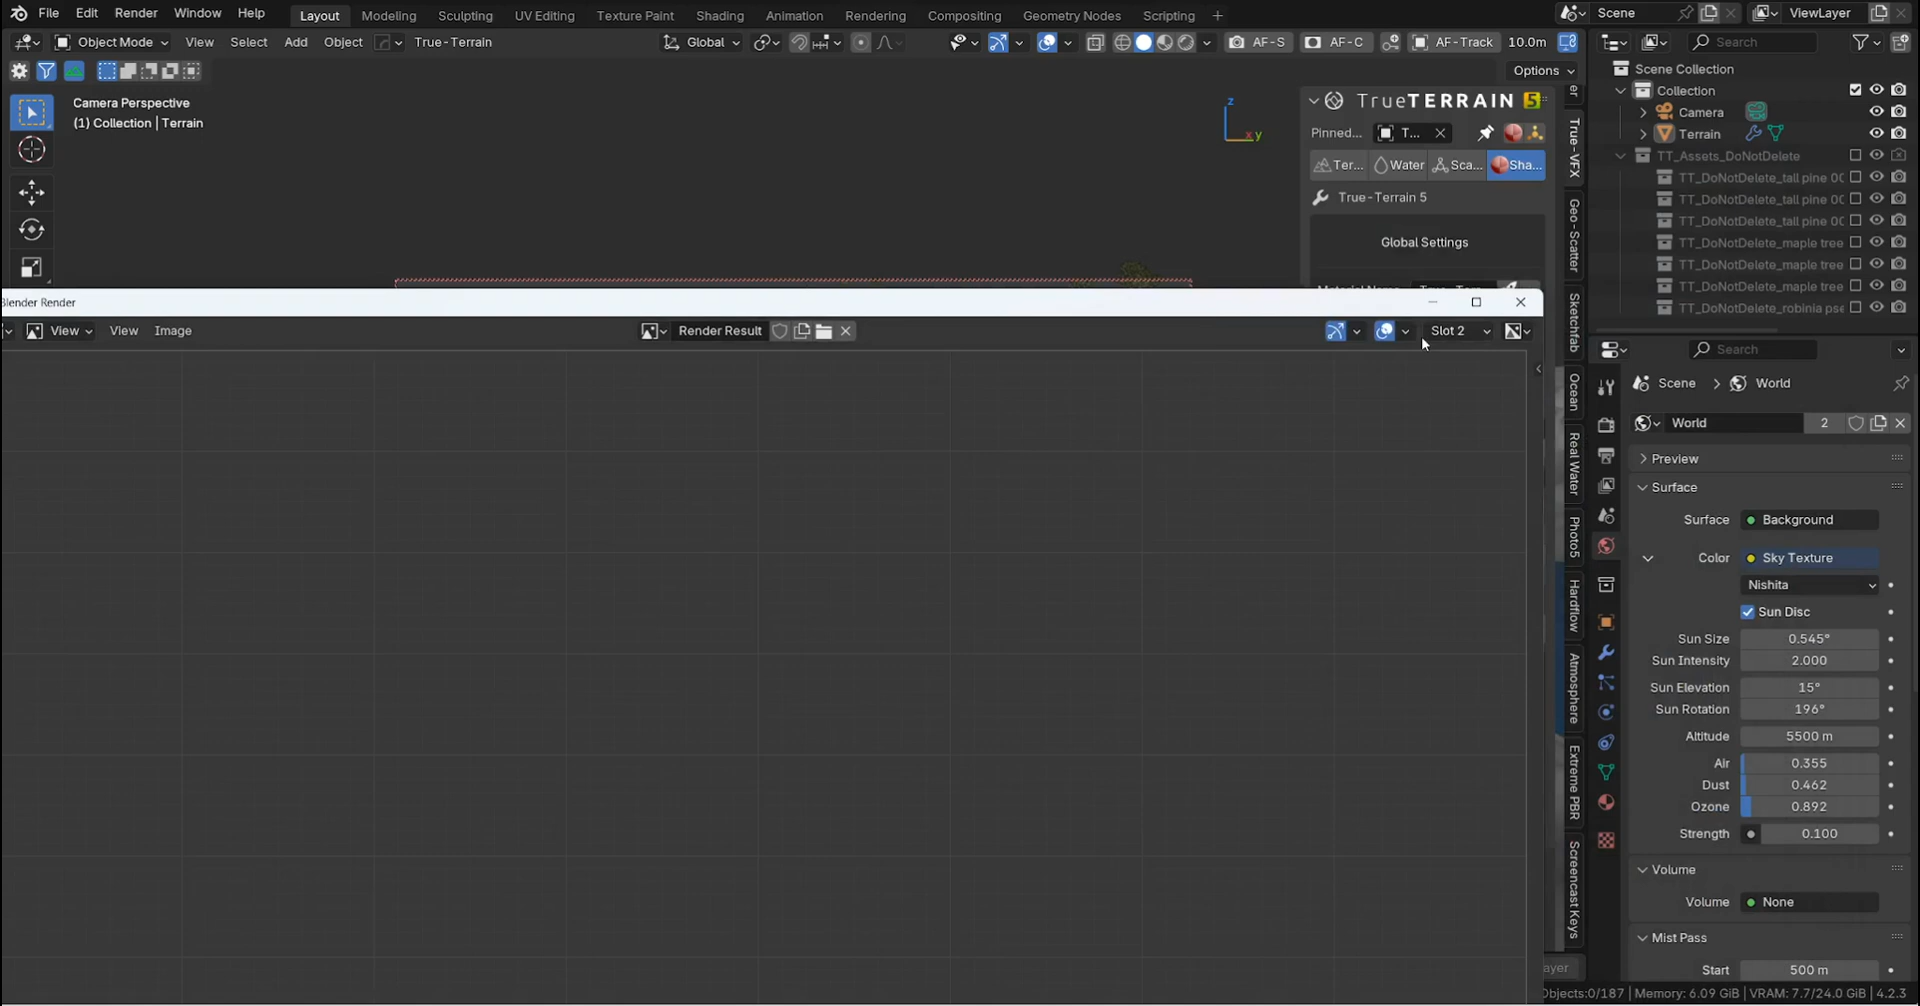 File Edit Render Window Help Layout Modeling Sculpting UV Editing Texture Paint Shading Animation Rendering Compositing Geometry Nodes Scripting + Scene ViewLayer
Object Mode View Select Add Object True-Terrain Global AF-S AF-C AF-Track 10.0m Search
Options
Scene Collection
Collection
Camera
Terrain
TT_Assets_DoNotDelete
TT_DoNotDelete_tall pine 00
TT_DoNotDelete_tall pine 00
TT_DoNotDelete_tall pine 00
TT_DoNotDelete_maple tree
TT_DoNotDelete_maple tree
TT_DoNotDelete_maple tree
TT_DoNotDelete_robinia pse
Camera Perspective
(1) Collection | Terrain
z
x y
TrueTERRAIN 5
Pinned... T...
Ter... Water Sca... Sha...
True-Terrain 5
Global Settings
er
True-VFX
Geo-Scatter
Sketchfab
Ocean
Real Water
Photo5
Hardflow
Atmosphere
Extreme PBR
Screencast Keys
Blender Render
View View Image Render Result Slot 2
Search
Scene > World
World 2
Preview
Surface
Surface Background
Color Sky Texture
Nishita
Sun Disc
Sun Size 0.545°
Sun Intensity 2.000
Sun Elevation 15°
Sun Rotation 196°
Altitude 5500 m
Air 0.355
Dust 0.462
Ozone 0.892
Strength 0.100
Volume
Volume None
Mist Pass
Start 500 m
ayer
Objects:0/187 | Memory: 6.09 GiB | VRAM: 7.7/24.0 GiB | 4.2.3